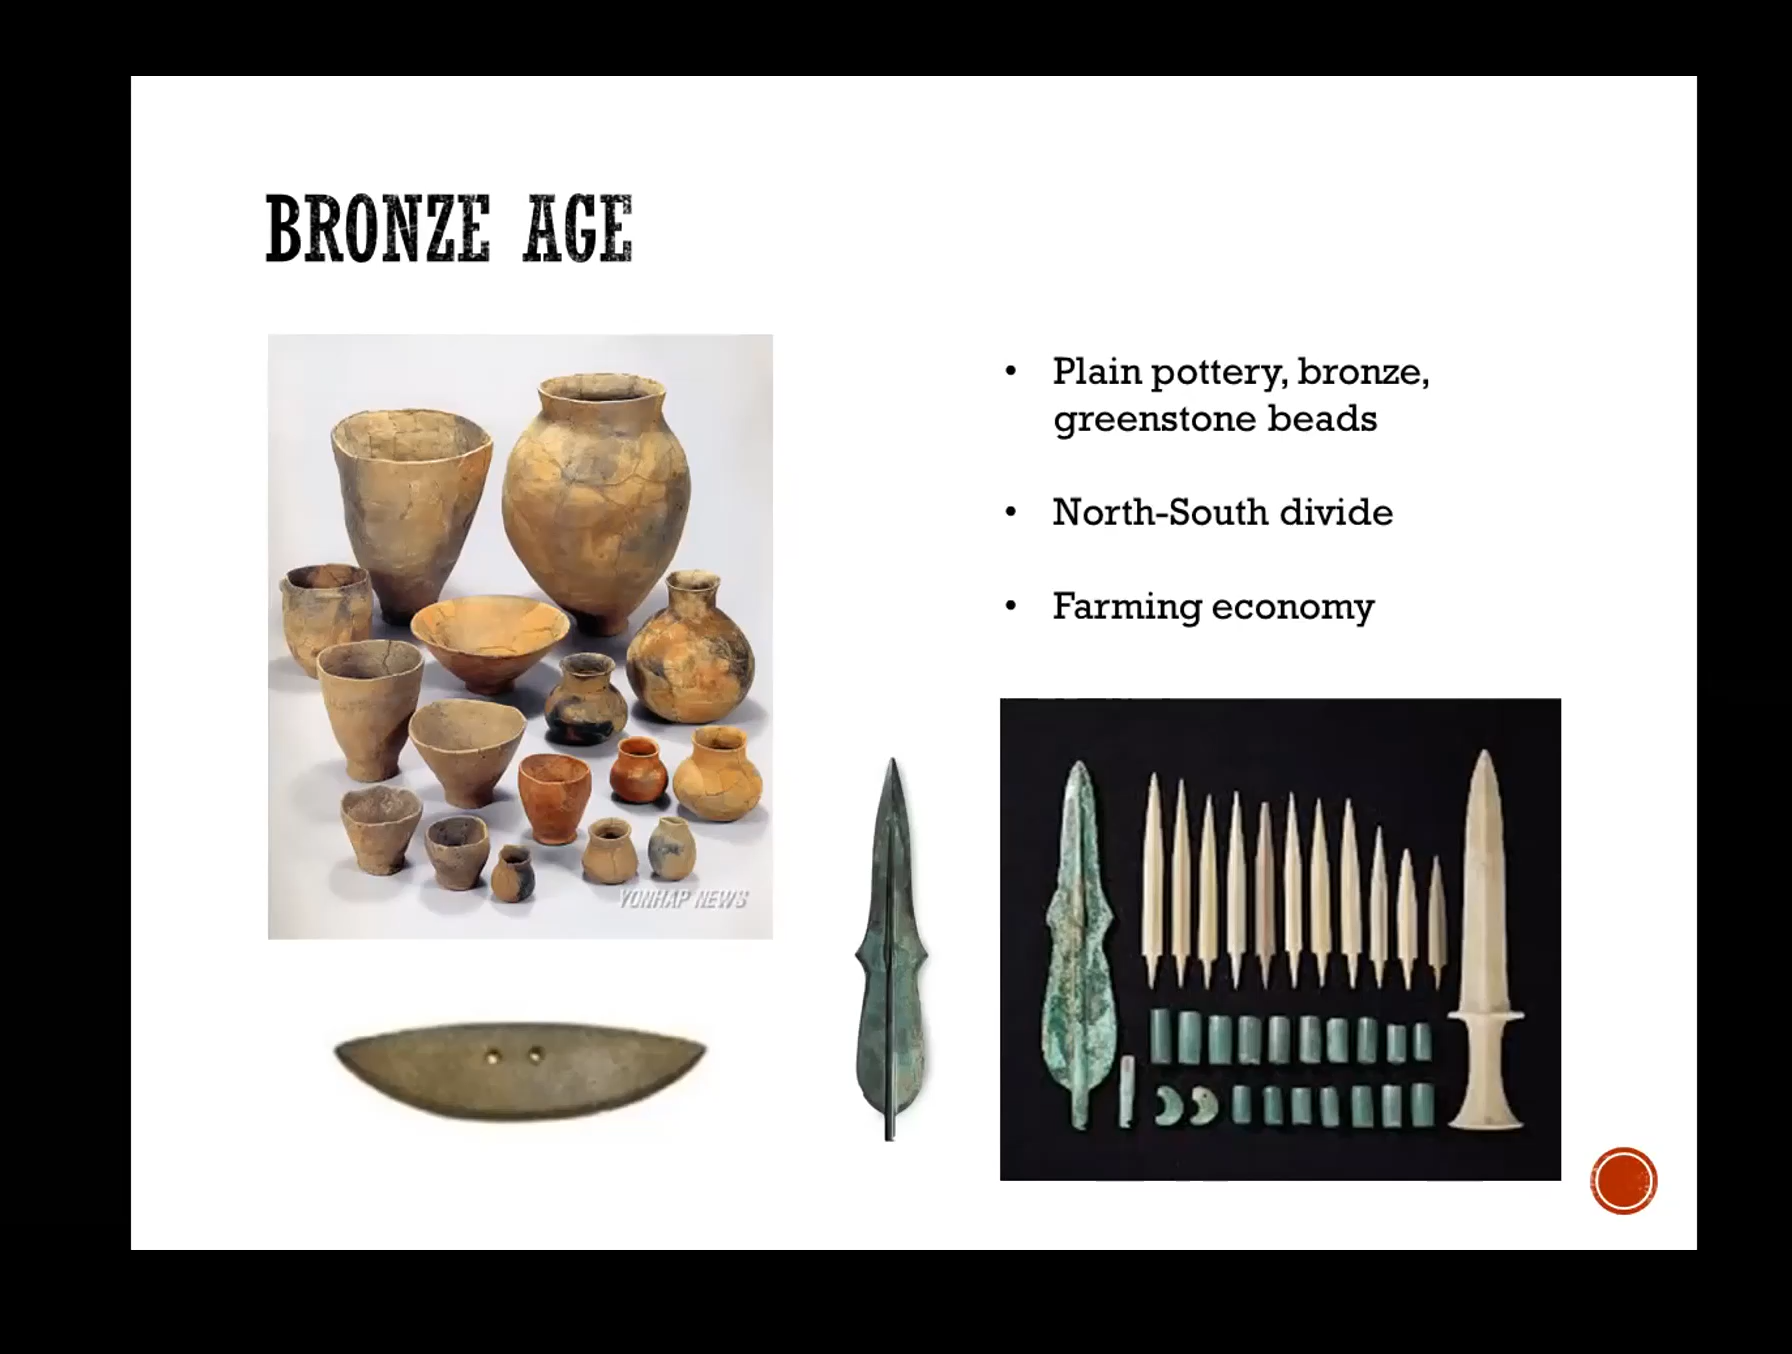 BRONZE AGE
• Plain pottery, bronze,
greenstone beads
• North-South divide
• Farming economy
YONHAP NEWS